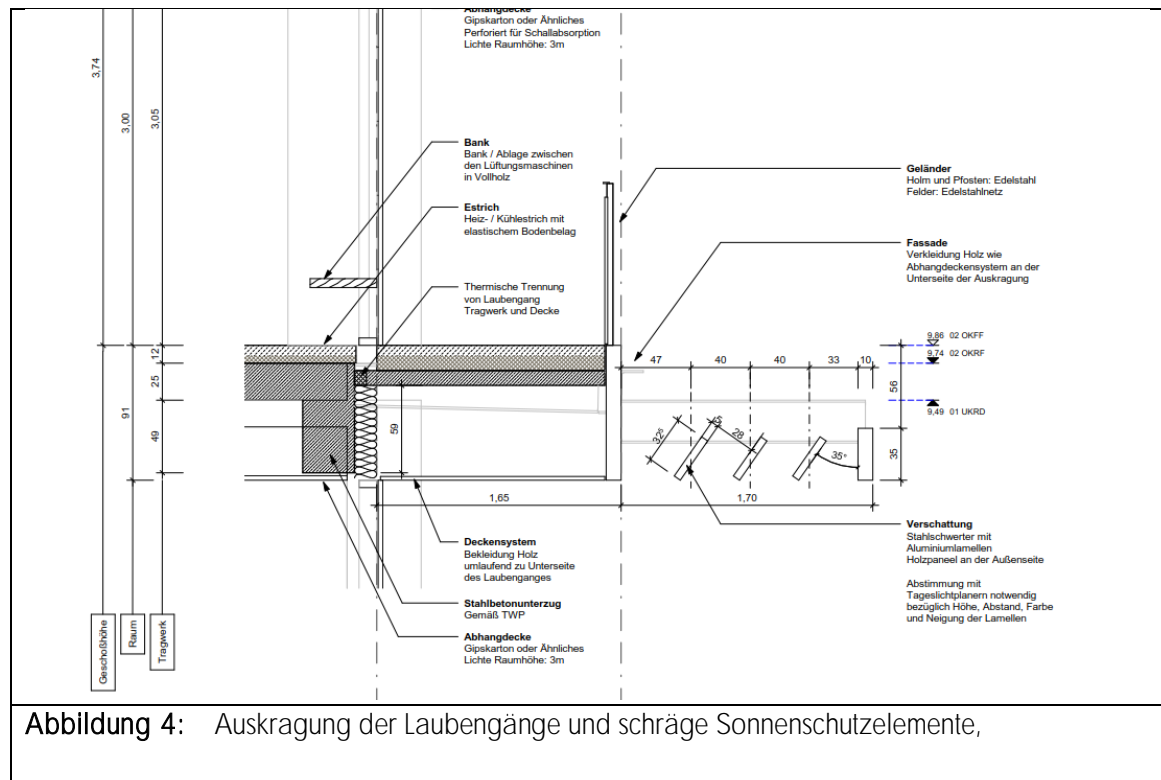 Abhangdecke
Gipskarton oder Ähnliches
Perforiert für Schallabsorption
Lichte Raumhöhe: 3m
3,74
3,00
3,05
Bank
Bank / Ablage zwischen
den Lüftungsmaschinen
in Vollholz
Estrich
Heiz- / Kühlestrich mit
elastischem Bodenbelag
Thermische Trennung
von Laubengang
Tragwerk und Decke
Geländer
Holm und Pfosten: Edelstahl
Felder: Edelstahlnetz
Fassade
Verkleidung Holz wie
Abhangdeckensystem an der
Unterseite der Auskragung
9,86 02 OKFF
9,74 02 OKRF
9,49 01 UKRD
12
25
49
91
59
47 40 40 33 10
56
35
32⁵
5
28
35°
1,65 1,70
Deckensystem
Bekleidung Holz
umlaufend zu Unterseite
des Laubenganges
Stahlbetonunterzug
Gemäß TWP
Abhangdecke
Gipskarton oder Ähnliches
Lichte Raumhöhe: 3m
Verschattung
Stahlschwerter mit
Aluminiumlamellen
Holzpaneel an der Außenseite
Abstimmung mit
Tageslichtplanern notwendig
bezüglich Höhe, Abstand, Farbe
und Neigung der Lamellen
Geschoßhöhe
Raum
Tragwerk
Abbildung 4: Auskragung der Laubengänge und schräge Sonnenschutzelemente,